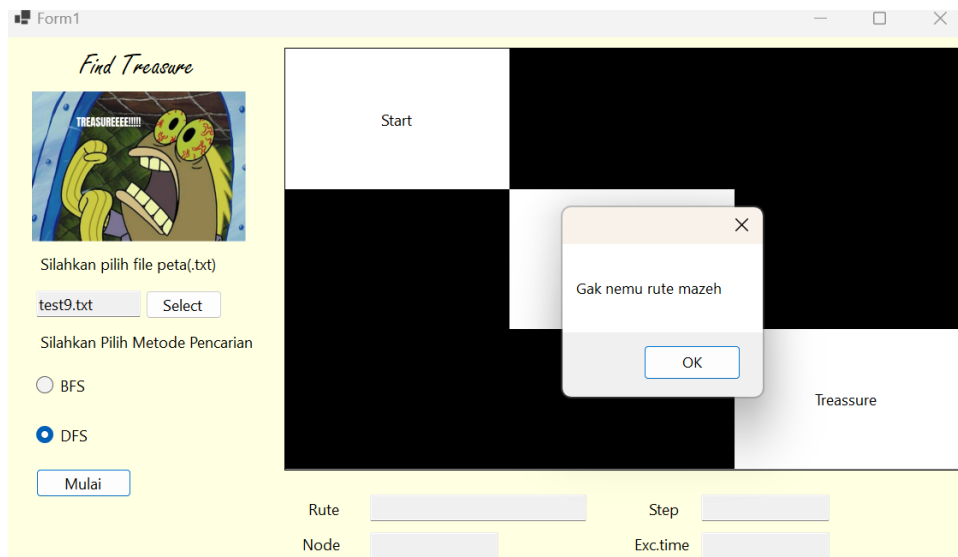 Form1
Find Treasure
TREASUREEEE!!!!!
Silahkan pilih file peta(.txt)
test9.txt Select
Silahkan Pilih Metode Pencarian
BFS
DFS
Mulai
Start
Gak nemu rute mazeh
OK
Treassure
Rute Step
Node Exc.time